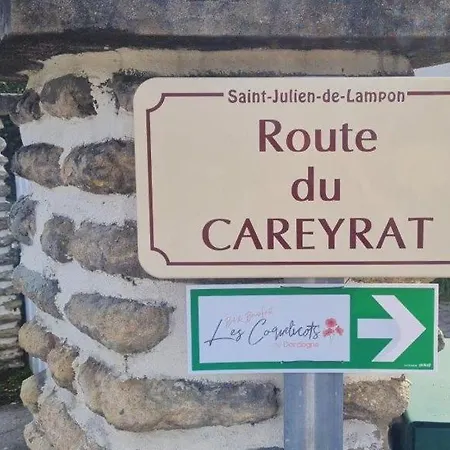 Saint-Julien-de-Lampon
Route
du
CAREYRAT
Les Coquelicots